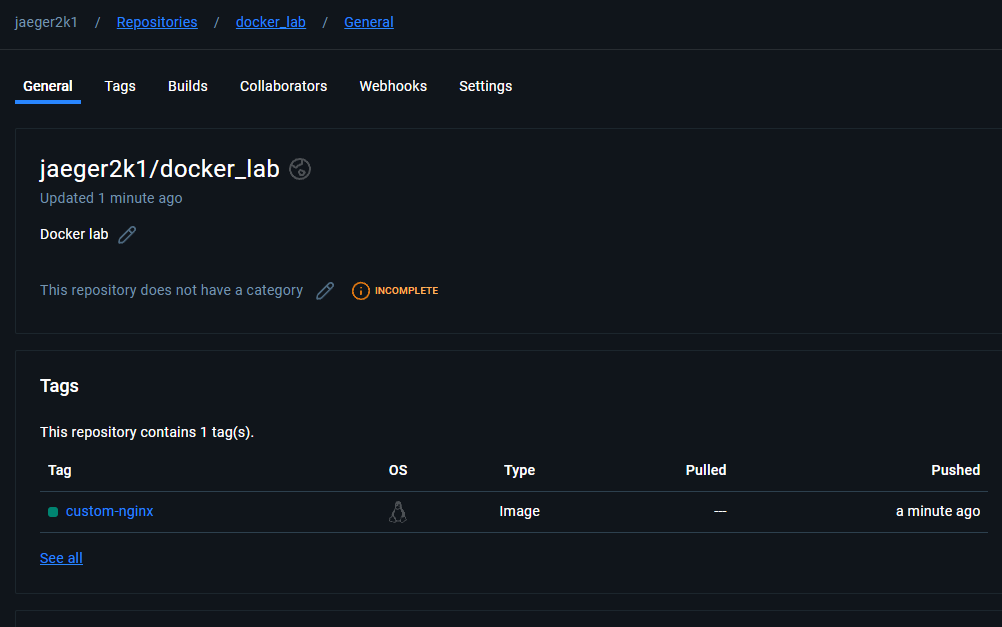 jaeger2k1 / Repositories / docker_lab / General
General Tags Builds Collaborators Webhooks Settings
jaeger2k1/docker_lab
Updated 1 minute ago
Docker lab
This repository does not have a category INCOMPLETE
Tags
This repository contains 1 tag(s).
Tag OS Type Pulled Pushed
custom-nginx Image --- a minute ago
See all